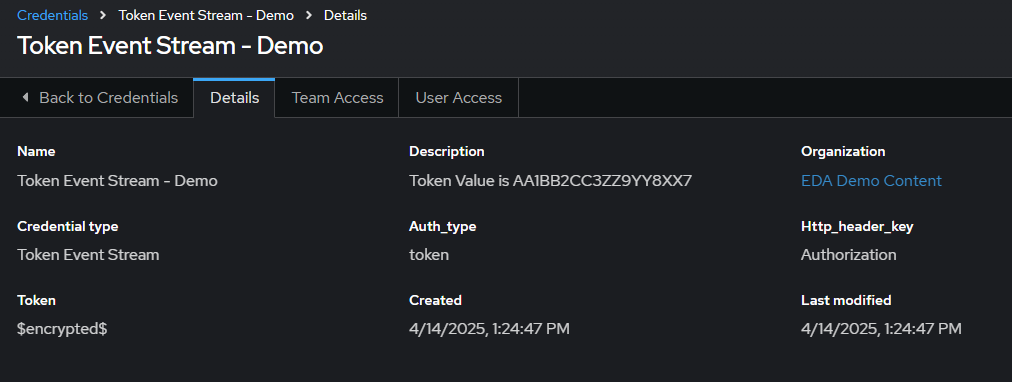 Credentials > Token Event Stream - Demo > Details
Token Event Stream - Demo
Back to Credentials Details Team Access User Access
Name Description Organization
Token Event Stream - Demo Token Value is AA1BB2CC3ZZ9YY8XX7 EDA Demo Content
Credential type Auth_type Http_header_key
Token Event Stream token Authorization
Token Created Last modified
$encrypted$ 4/14/2025, 1:24:47 PM 4/14/2025, 1:24:47 PM